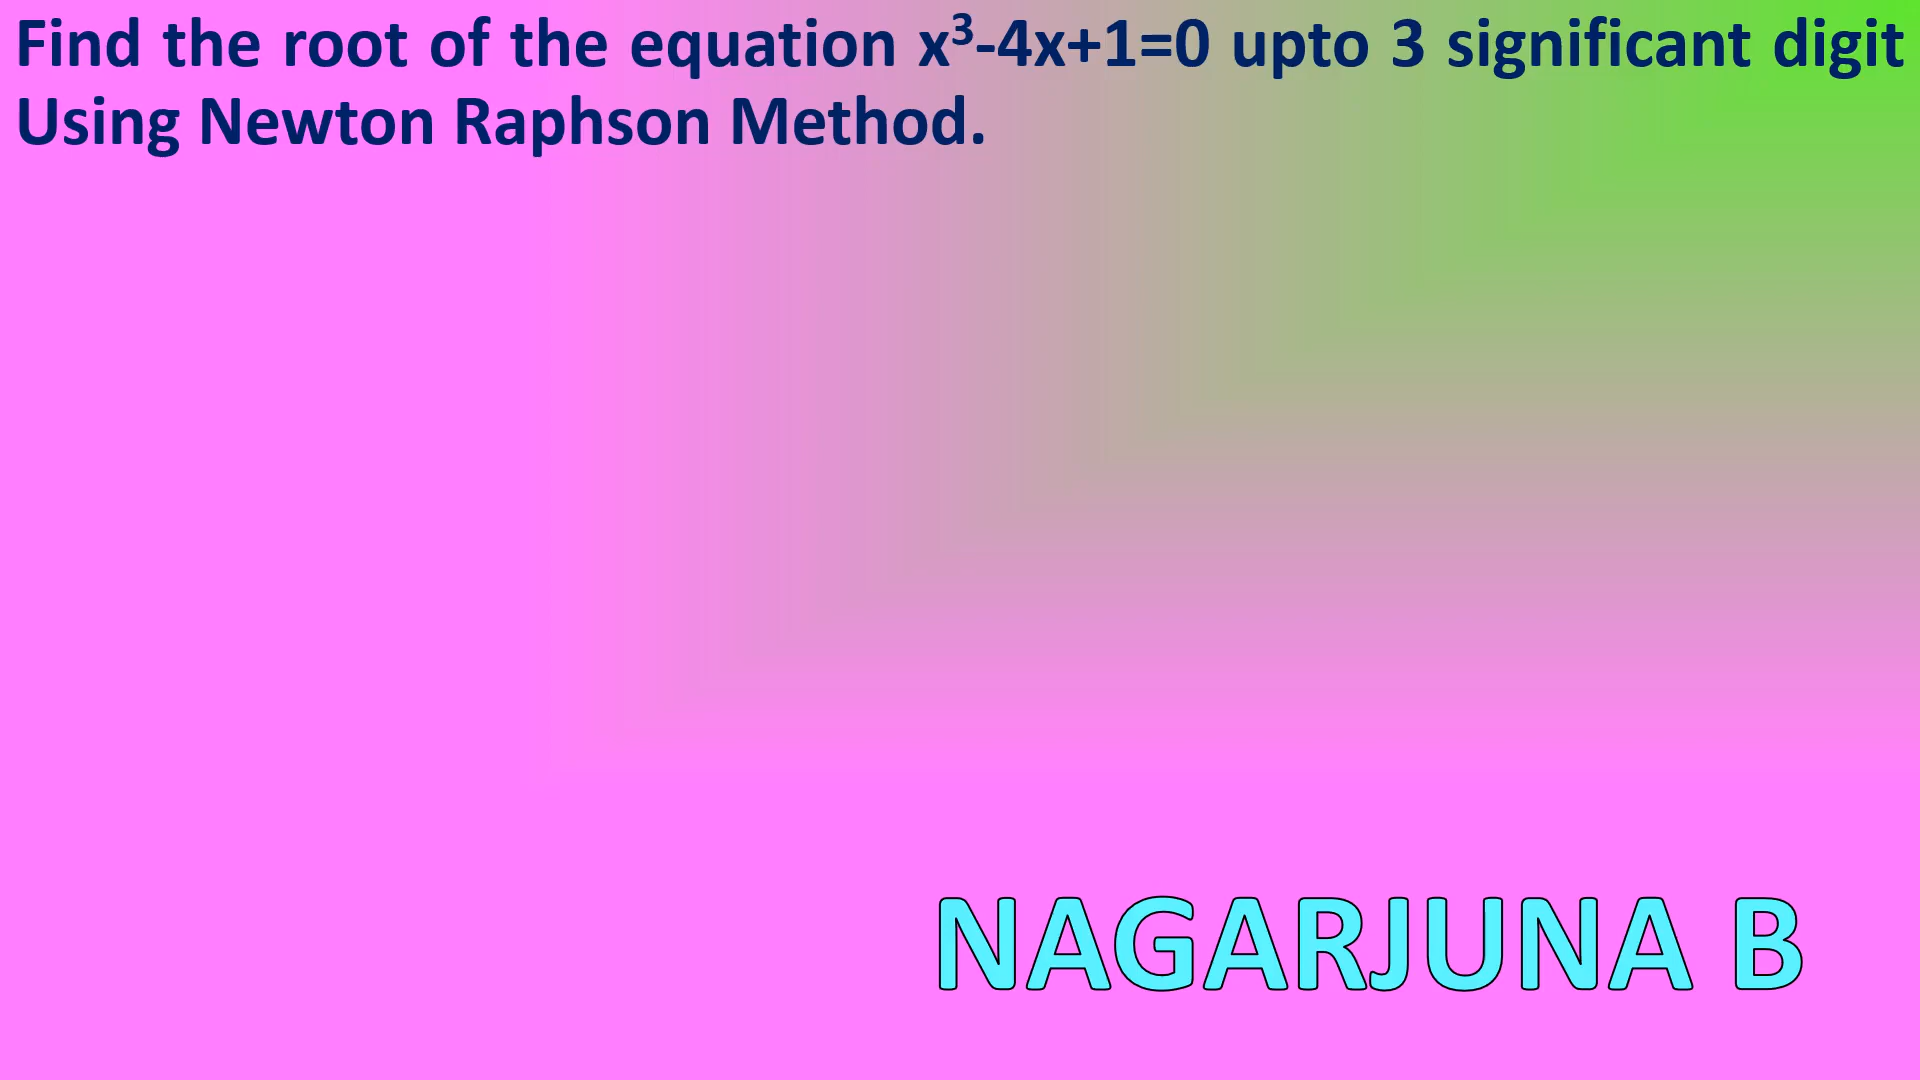 Find the root of the equation x³-4x+1=0 upto 3 significant digit
Using Newton Raphson Method.
NAGARJUNA B